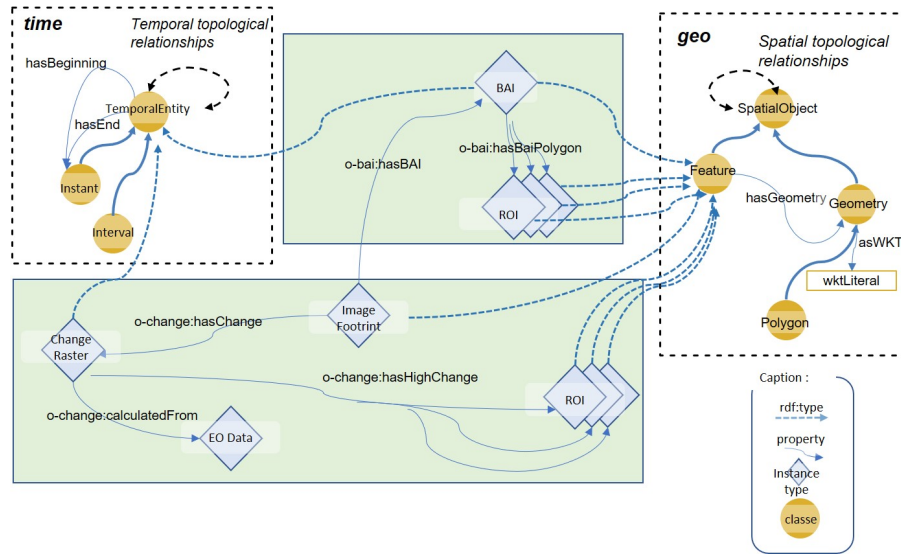 time
Temporal topological
relationships
hasBeginning
TemporalEntity
hasEnd
Instant
Interval
BAI
o-bai:hasBaiPolygon
o-bai:hasBAI
ROI
geo
Spatial topological
relationships
SpatialObject
Feature
hasGeometry
Geometry
asWKT
wktLiteral
Polygon
Image
Footrint
o-change:hasChange
Change
Raster
o-change:hasHighChange
ROI
o-change:calculatedFrom
EO Data
Caption :
rdf:type
property
Instance
type
classe